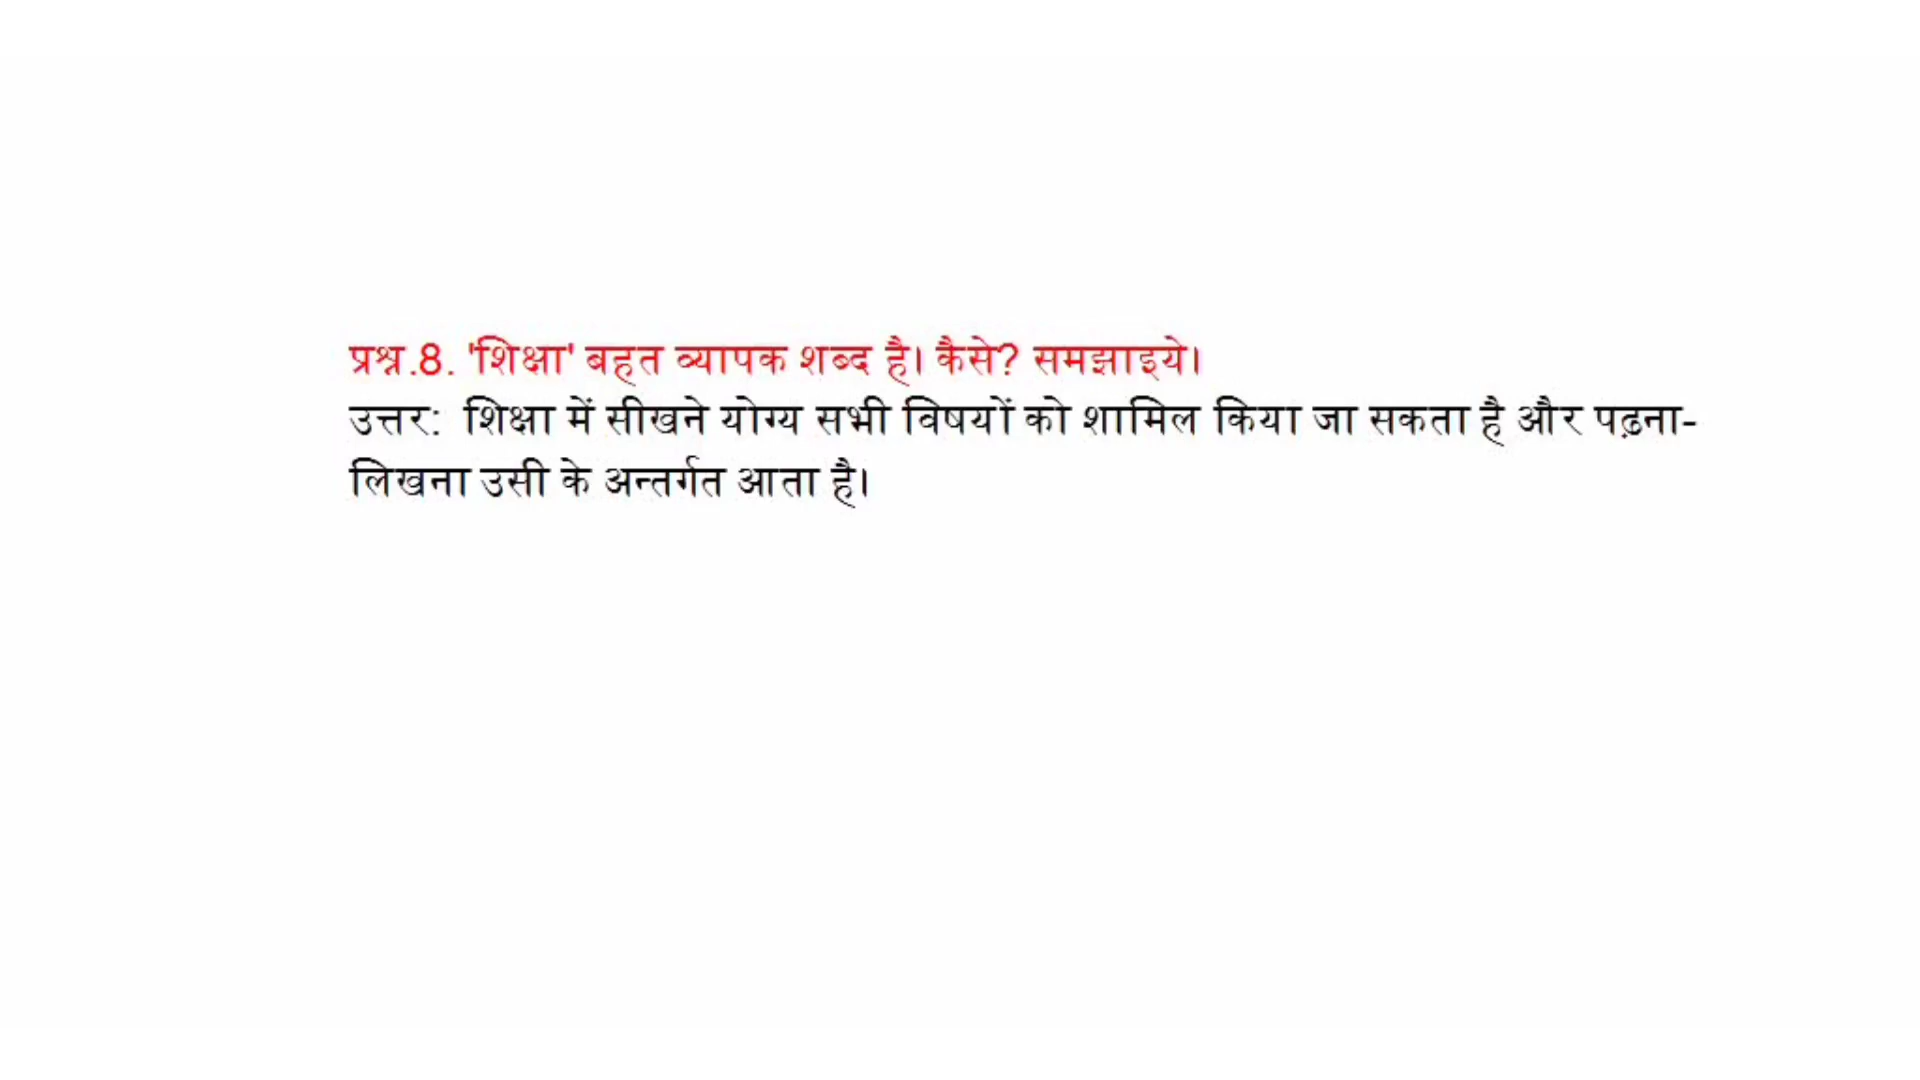 प्रश्न.8. 'शिक्षा' बहत व्यापक शब्द है। कैसे? समझाइये।
उत्तर: शिक्षा में सीखने योग्य सभी विषयों को शामिल किया जा सकता है और पढ़ना-
लिखना उसी के अन्तर्गत आता है।